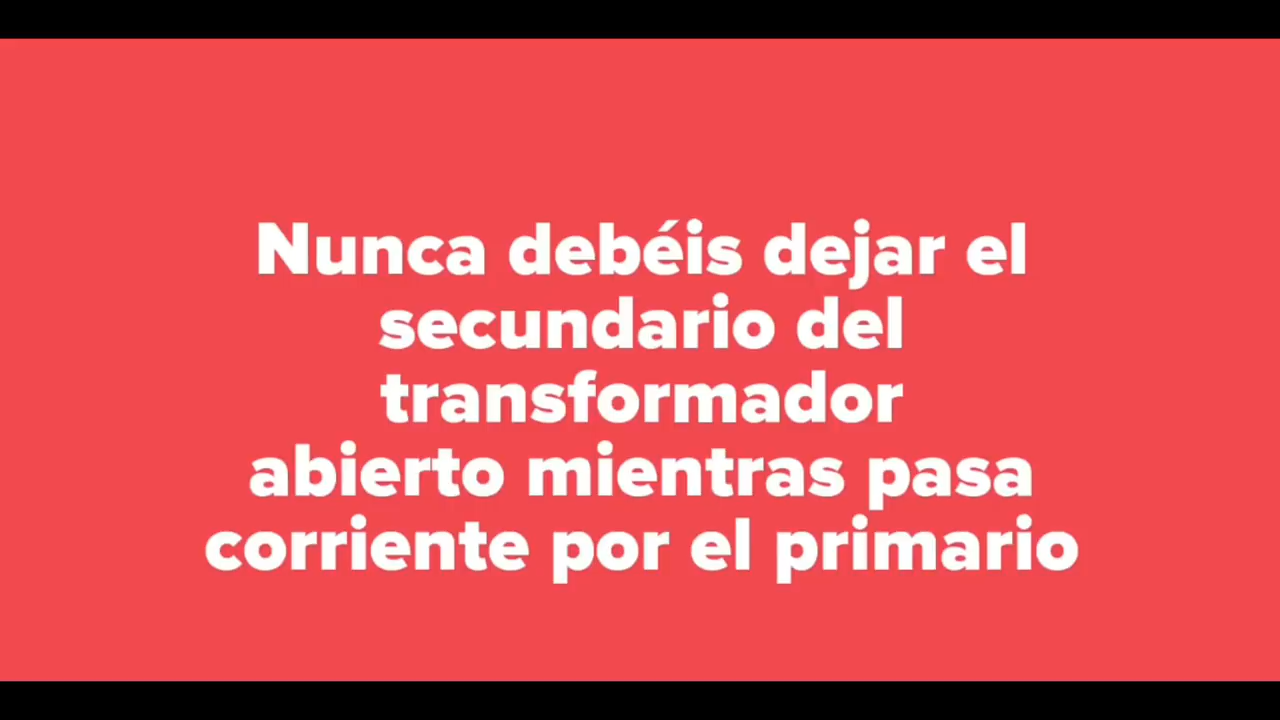 Nunca debéis dejar el
secundario del
transformador
abierto mientras pasa
corriente por el primario